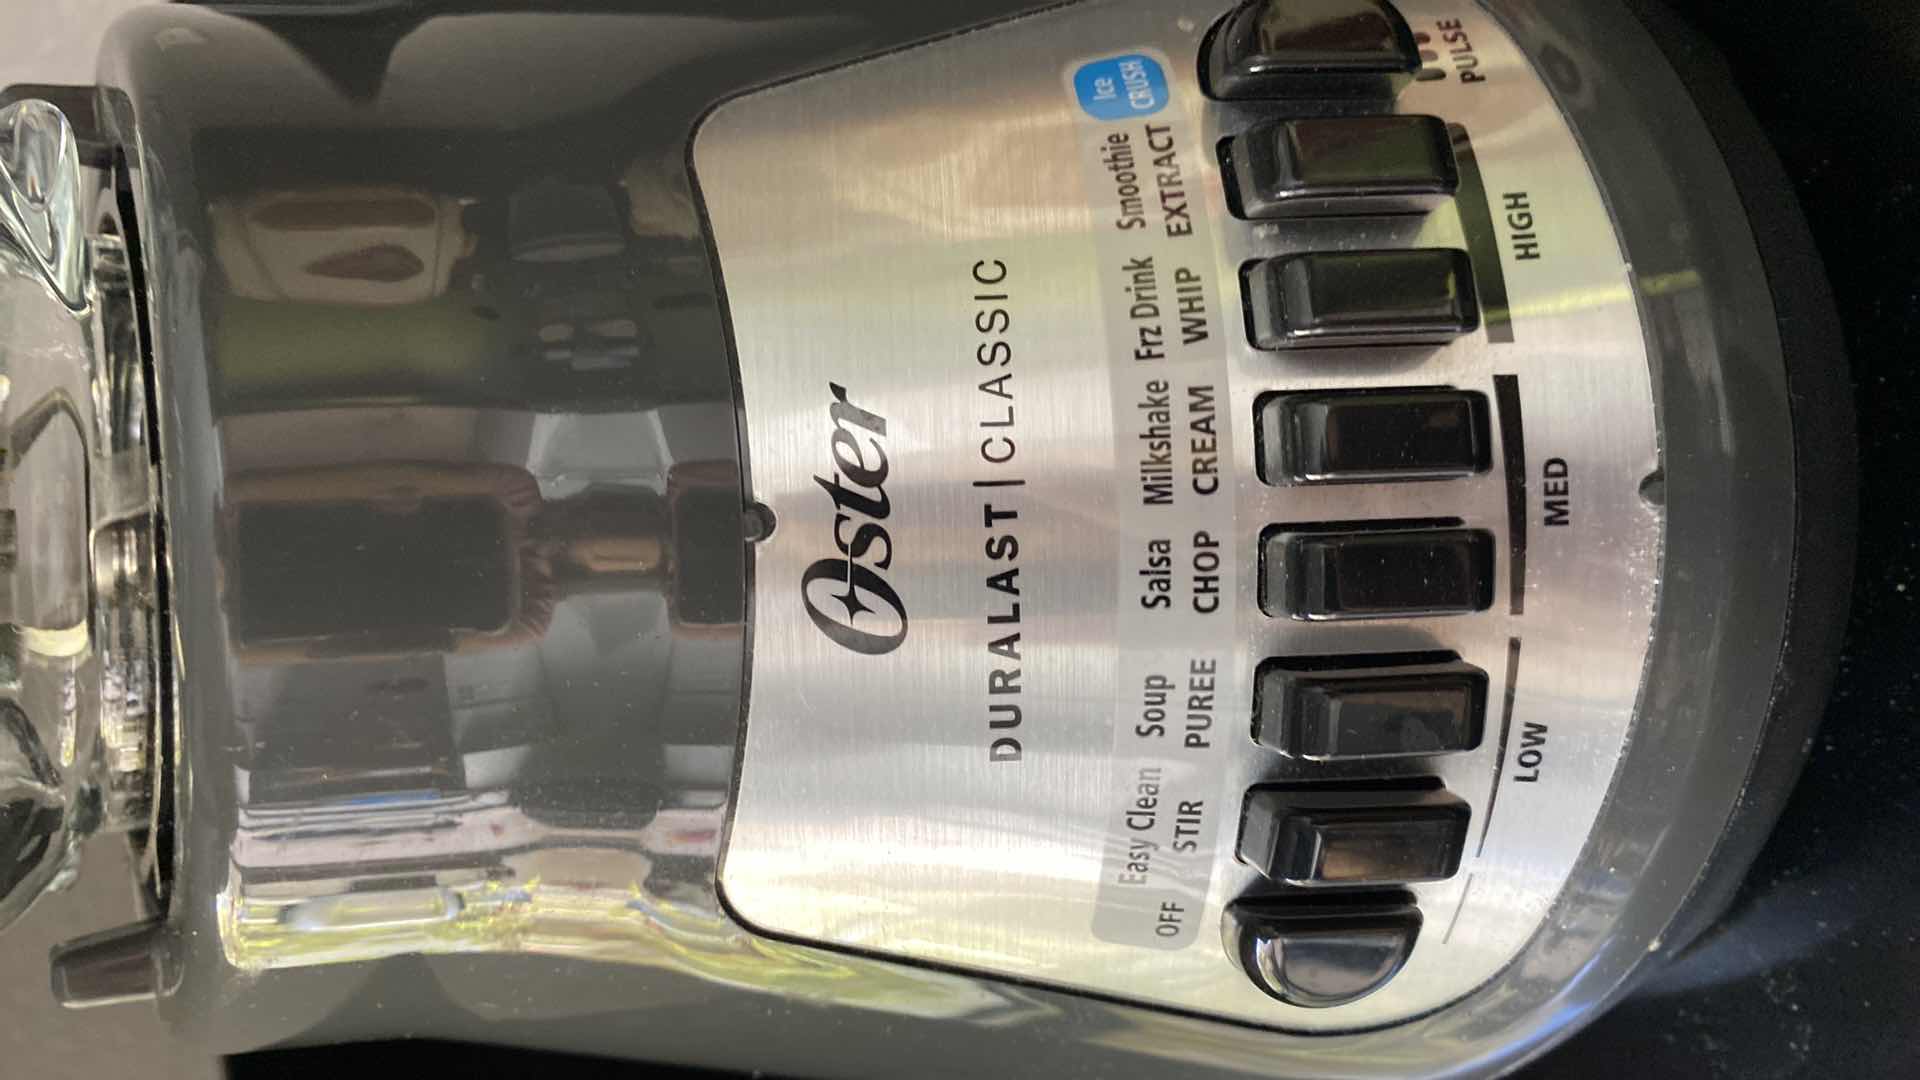 Oster
DURALAST|CLASSIC
Easy Clean Soup Salsa Milkshake Frz Drink Smoothie Ice
OFF STIR PUREE CHOP CREAM WHIP EXTRACT CRUSH
LOW MED HIGH PULSE